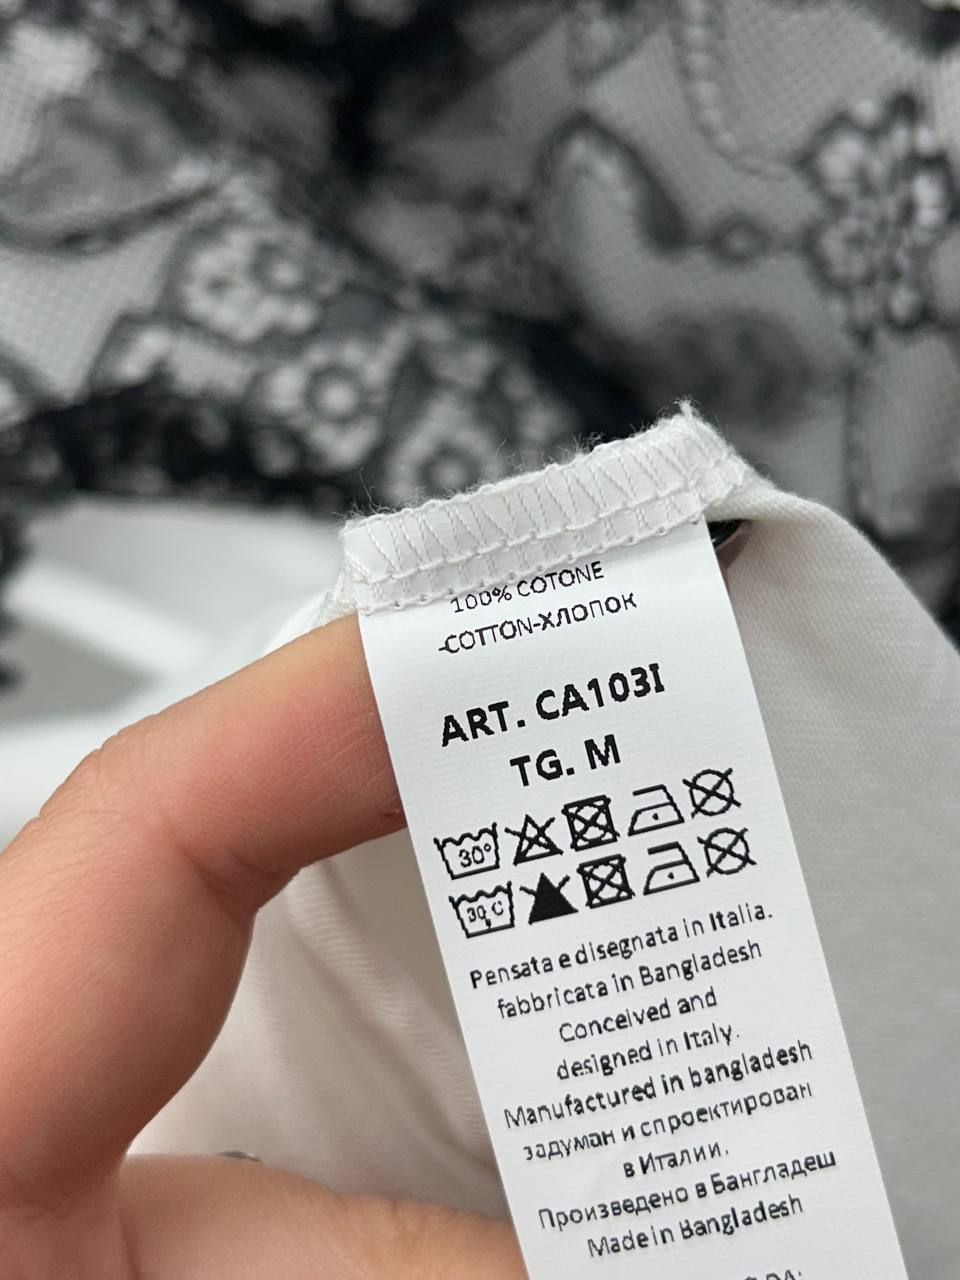 100% COTONE
-COTTON-ХЛОПОК
ART. CA103I
TG. M
30°
30 C
Pensata e disegnata in Italia.
fabbricata in Bangladesh
Conceived and
designed in Italy.
Manufactured in bangladesh
задуман и спроектирован
в Италии.
Произведено в Бангладеш
Made in Bangladesh